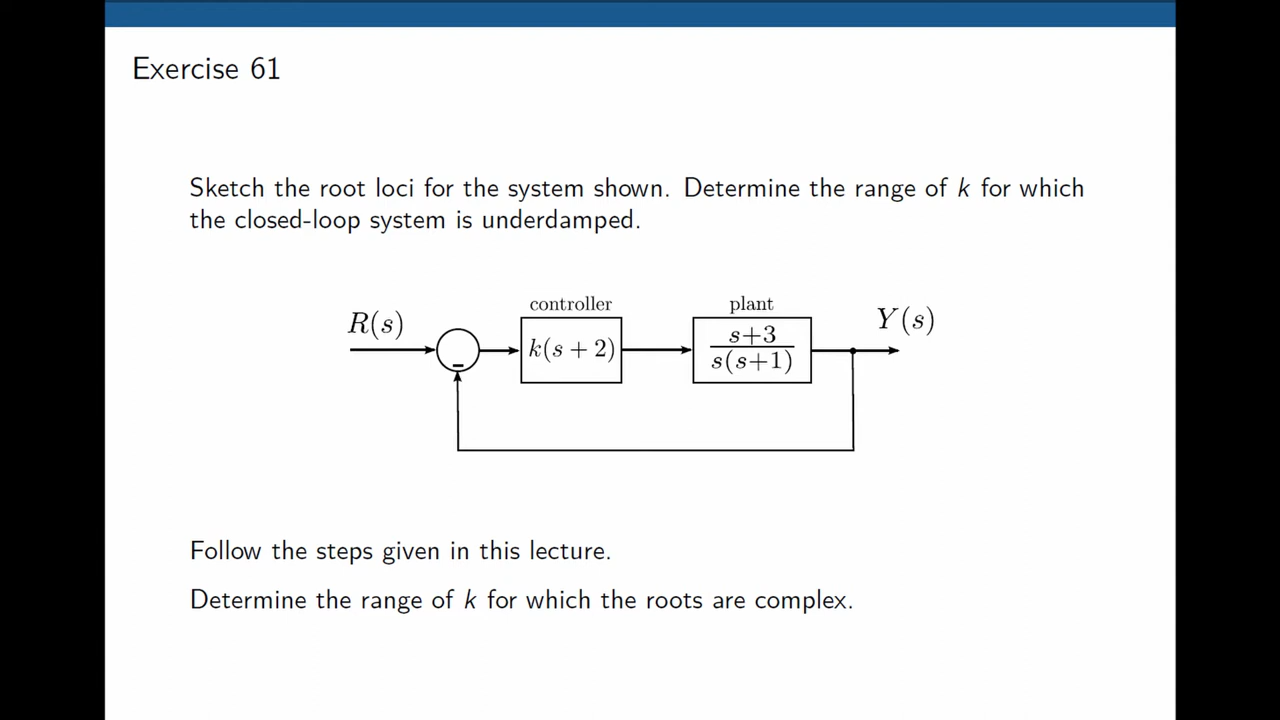 Exercise 61
Sketch the root loci for the system shown. Determine the range of k for which
the closed-loop system is underdamped.
controller
plant
R(s)
k(s + 2)
s+3
s(s+1)
Y(s)
-
Follow the steps given in this lecture.
Determine the range of k for which the roots are complex.